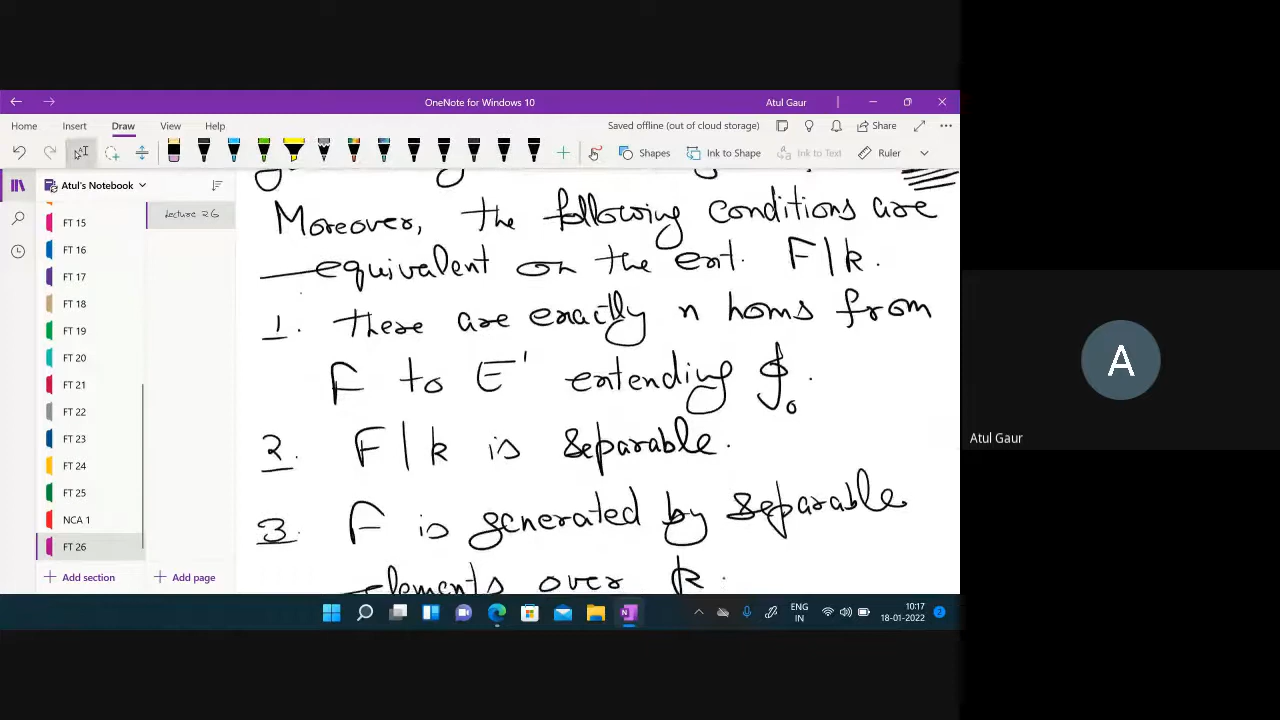 OneNote for Windows 10
Atul Gaur
Home Insert Draw View Help
Saved offline (out of cloud storage)
Share
Shapes
Ink to Shape
Ink to Text
Ruler
Atul's Notebook
FT 15
FT 16
FT 17
FT 18
FT 19
FT 20
FT 21
FT 22
FT 23
FT 24
FT 25
NCA 1
FT 26
Add section
Lecture 26
Add page
Moreover, the following conditions are
equivalent on the ext. F|k.
1. There are exactly n homs from
F to E' extending ϕ₀.
2. F|k is separable.
3. F is generated by separable
elements over k.
A
Atul Gaur
ENG
IN
10:17
18-01-2022
2